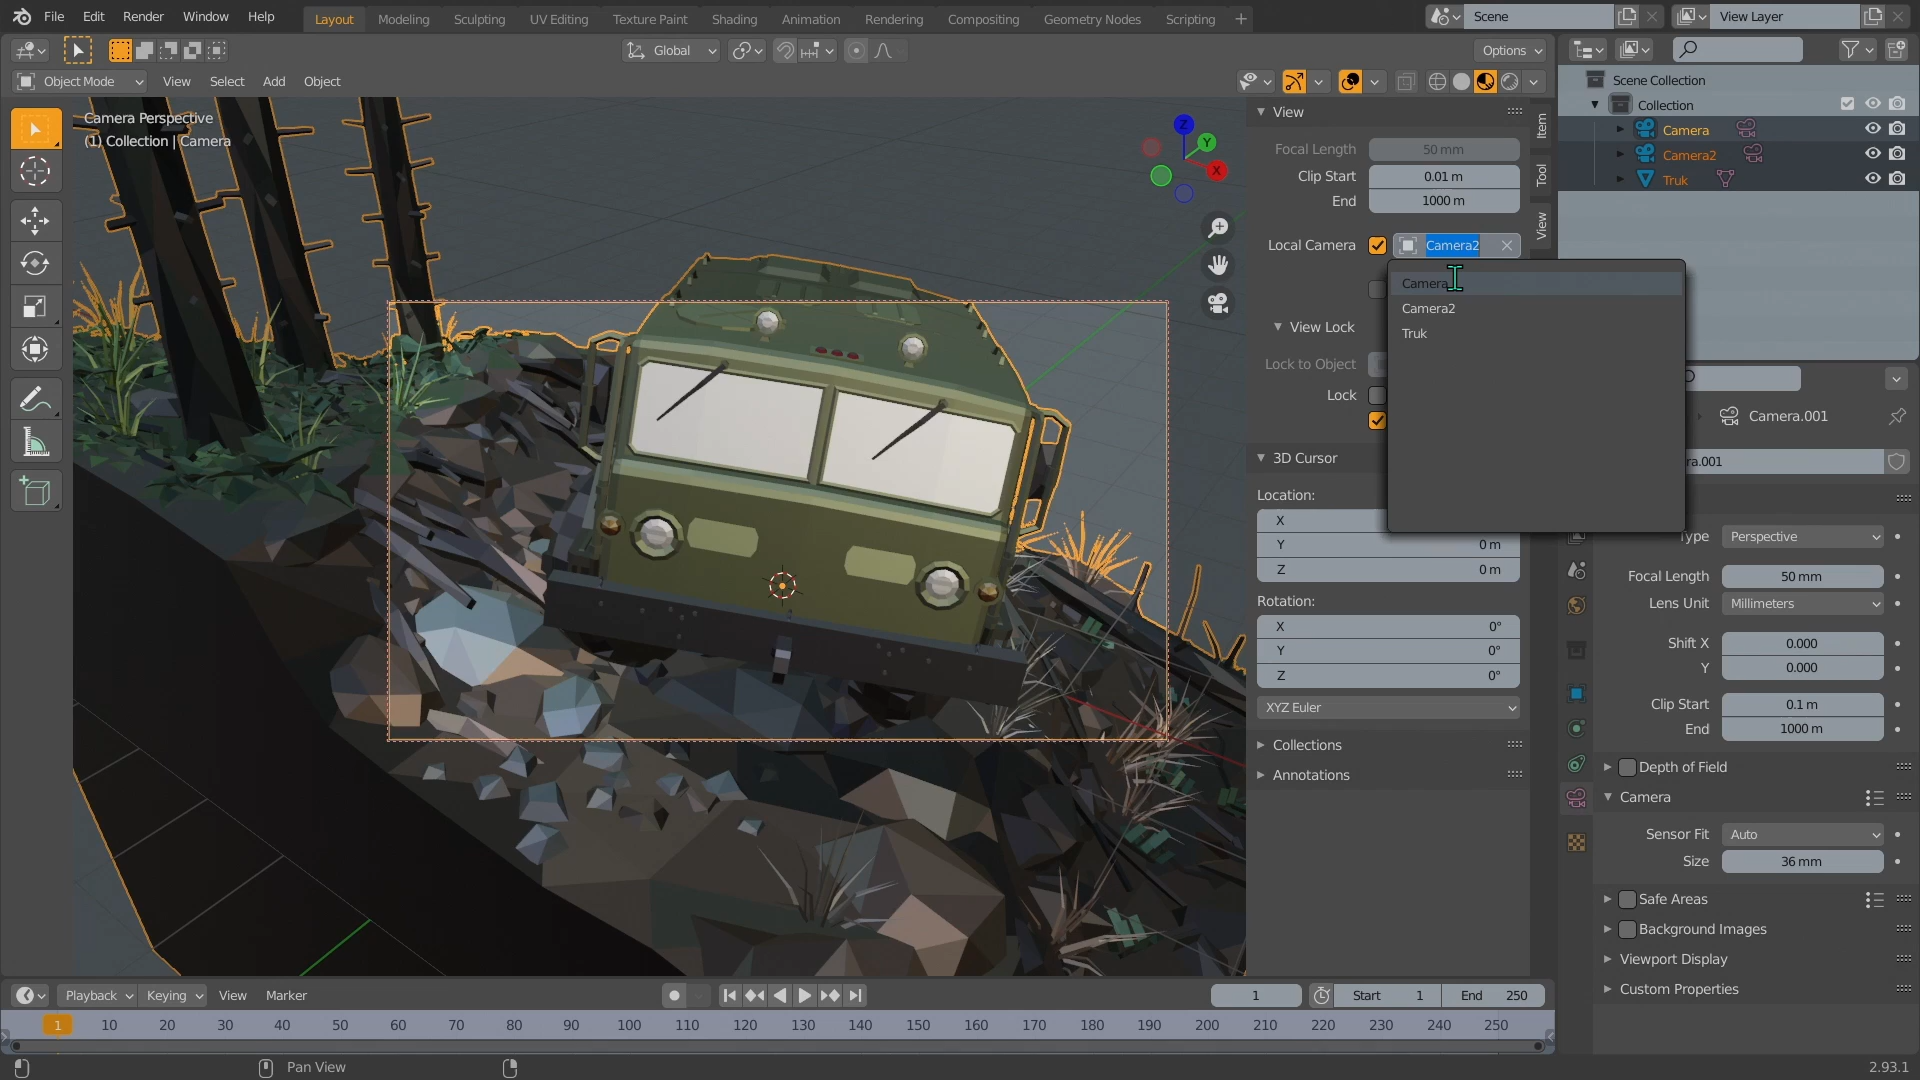 File Edit Render Window Help Layout Modeling Sculpting UV Editing Texture Paint Shading Animation Rendering Compositing Geometry Nodes Scripting + Scene View Layer
Global Options
Object Mode View Select Add Object
Camera Perspective
(1) Collection | Camera
Z
Y
X
View
Focal Length 50 mm
Clip Start 0.01 m
End 1000 m
Local Camera Camera2
Camera
Camera2
Truk
View Lock
Lock to Object
Lock
3D Cursor
Location:
X
Y 0 m
Z 0 m
Rotation:
X 0°
Y 0°
Z 0°
XYZ Euler
Collections
Annotations
Item
Tool
View
Scene Collection
Collection
Camera
Camera2
Truk
Camera.001
ra.001
Type Perspective
Focal Length 50 mm
Lens Unit Millimeters
Shift X 0.000
Y 0.000
Clip Start 0.1 m
End 1000 m
Depth of Field
Camera
Sensor Fit Auto
Size 36 mm
Safe Areas
Background Images
Viewport Display
Custom Properties
Playback Keying View Marker 1 Start 1 End 250
1 10 20 30 40 50 60 70 80 90 100 110 120 130 140 150 160 170 180 190 200 210 220 230 240 250
Pan View 2.93.1